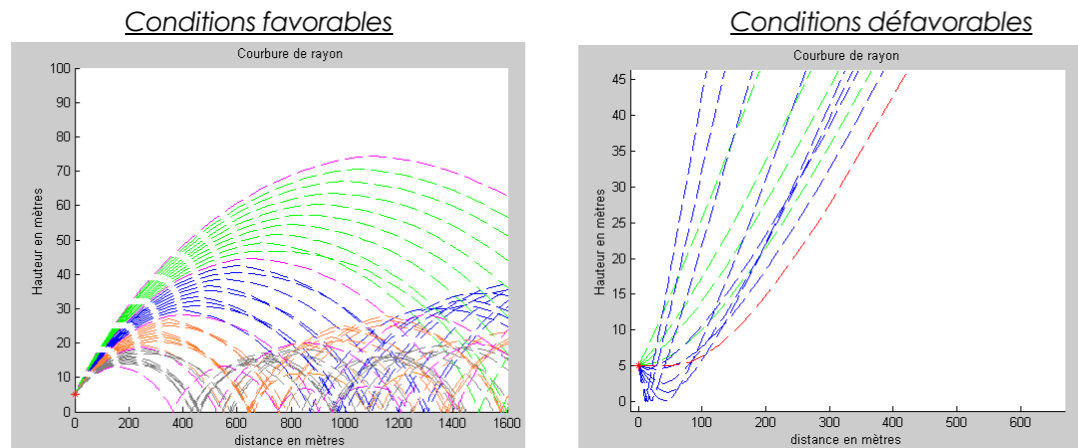 Conditions favorables
Courbure de rayon
100
90
80
70
60
50
40
30
20
10
0
Hauteur en mètres
0 200 400 600 800 1000 1200 1400 1600
distance en mètres
Conditions défavorables
Courbure de rayon
45
40
35
30
25
20
15
10
5
0
Hauteur en mètres
0 100 200 300 400 500 600
distance en mètres